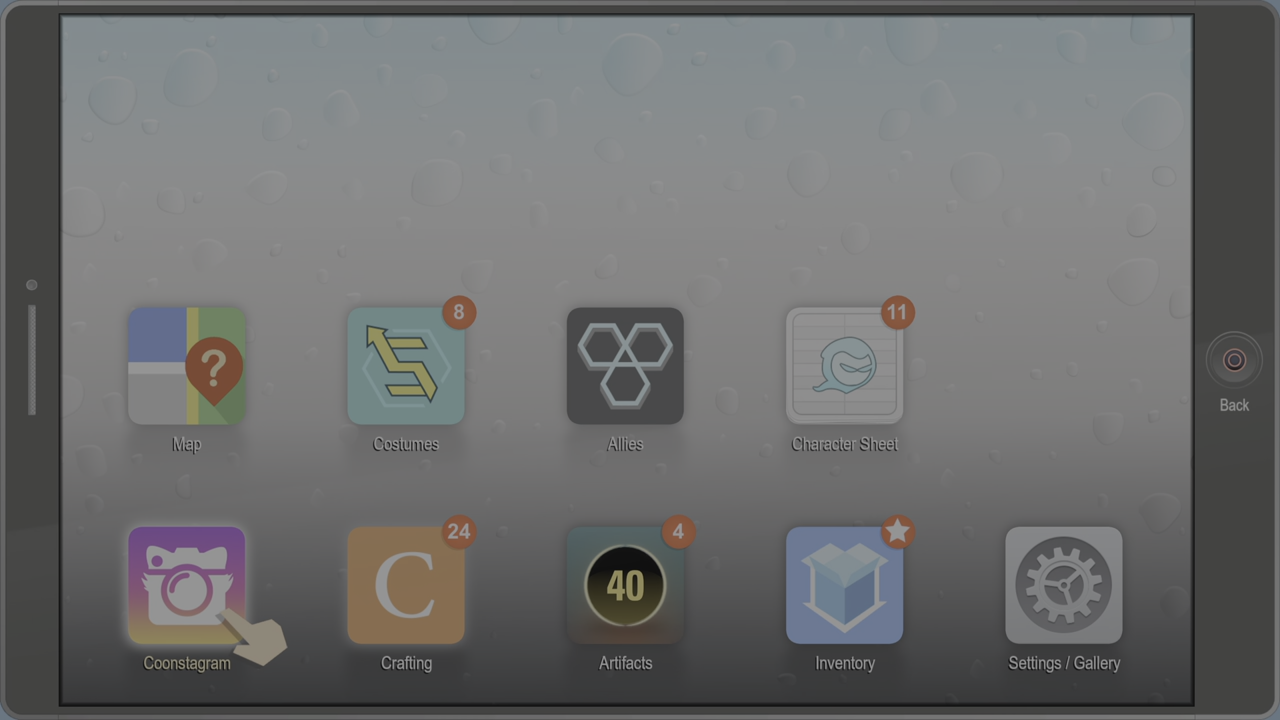 8
11
?
Map
Costumes
Allies
Character Sheet
Back
24
4
C
40
Coonstagram
Crafting
Artifacts
Inventory
Settings / Gallery